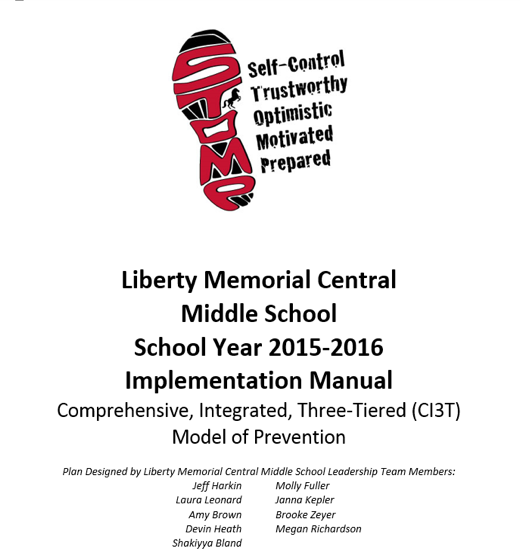 STOMP
Self-Control
Trustworthy
Optimistic
Motivated
Prepared
Liberty Memorial Central
Middle School
School Year 2015-2016
Implementation Manual
Comprehensive, Integrated, Three-Tiered (CI3T)
Model of Prevention
Plan Designed by Liberty Memorial Central Middle School Leadership Team Members:
Jeff Harkin Molly Fuller
Laura Leonard Janna Kepler
Amy Brown Brooke Zeyer
Devin Heath Megan Richardson
Shakiyya Bland